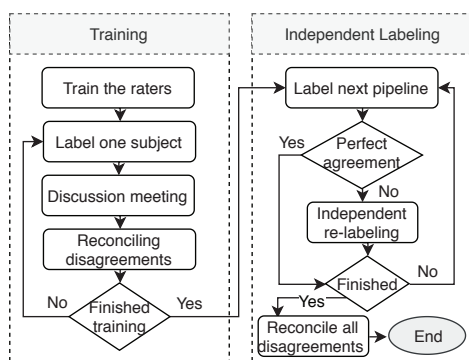 Training
Train the raters
Label one subject
Discussion meeting
Reconciling
disagreements
No
Finished
training
Yes
Independent Labeling
Label next pipeline
Yes
Perfect
agreement
No
Independent
re-labeling
Finished
No
Yes
Reconcile all
disagreements
End